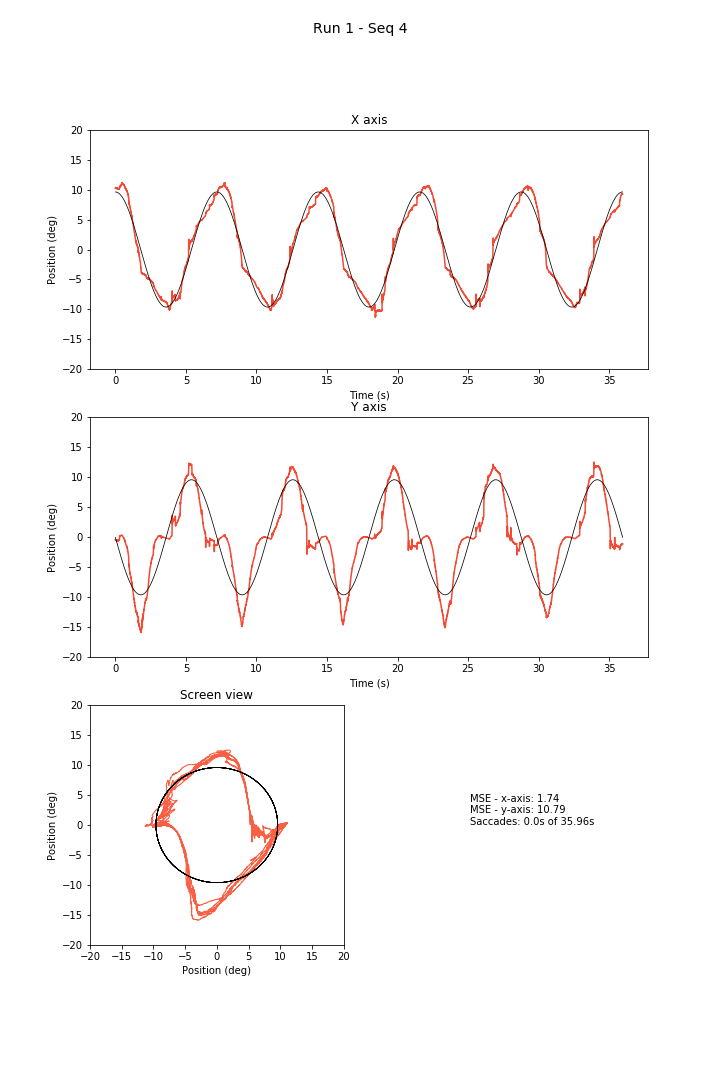 Run 1 - Seq 4
X axis
20
15
10
5
0
−5
−10
−15
−20
Position (deg)
0 5 10 15 20 25 30 35
Time (s)
Y axis
20
15
10
5
0
−5
−10
−15
−20
Position (deg)
0 5 10 15 20 25 30 35
Time (s)
Screen view
20
15
10
5
0
−5
−10
−15
−20
Position (deg)
−20 −15 −10 −5 0 5 10 15 20
Position (deg)
MSE - x-axis: 1.74
MSE - y-axis: 10.79
Saccades: 0.0s of 35.96s